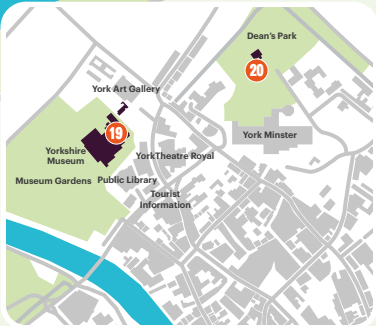 Dean's Park
20
York Art Gallery
19
York Minster
Yorkshire
Museum
YorkTheatre Royal
Museum Gardens
Public Library
Tourist
Information